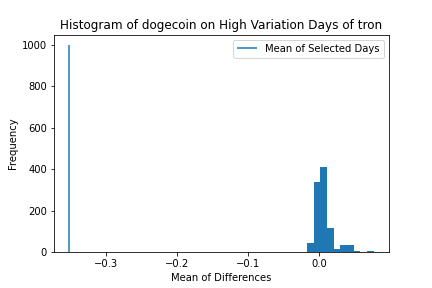 Histogram of dogecoin on High Variation Days of tron
Mean of Selected Days
Frequency
1000
800
600
400
200
0
−0.3
−0.2
−0.1
0.0
Mean of Differences